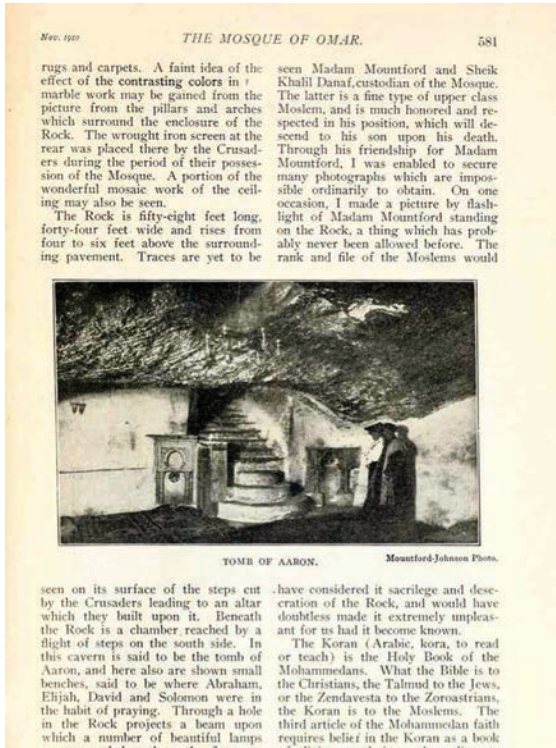 Nov. 1910
THE MOSQUE OF OMAR.
581
rugs and carpets. A faint idea of the
effect of the contrasting colors in
marble work may be gained from the
picture from the pillars and arches
which surround the enclosure of the
Rock. The wrought iron screen at the
rear was placed there by the Crusad-
ers during the period of their posses-
sion of the Mosque. A portion of the
wonderful mosaic work of the ceil-
ing may also be seen.
The Rock is fifty-eight feet long,
forty-four feet wide and rises from
four to six feet above the surround-
ing pavement. Traces are yet to be
seen Madam Mountford and Sheik
Khalil Danaf, custodian of the Mosque.
The latter is a fine type of upper class
Moslem, and is much honored and re-
spected in his position, which will de-
scend to his son upon his death.
Through his friendship for Madam
Mountford, I was enabled to secure
many photographs which are impos-
sible ordinarily to obtain. On one
occasion, I made a picture by flash-
light of Madam Mountford standing
on the Rock, a thing which has prob-
ably never been allowed before. The
rank and file of the Moslems would
TOMB OF AARON.
Mountford-Johnson Photo.
seen on its surface of the steps cut
by the Crusaders leading to an altar
which they built upon it. Beneath
the Rock is a chamber reached by a
flight of steps on the south side. In
this cavern is said to be the tomb of
Aaron, and here also are shown small
benches, said to be where Abraham,
Elijah, David and Solomon were in
the habit of praying. Through a hole
in the Rock projects a beam upon
which a number of beautiful lamps
have considered it sacrilege and dese-
cration of the Rock, and would have
doubtless made it extremely unpleas-
ant for us had it become known.
The Koran (Arabic, kora, to read
or teach) is the Holy Book of the
Mohammedans. What the Bible is to
the Christians, the Talmud to the Jews,
or the Zendavesta to the Zoroastrians,
the Koran is to the Moslems. The
third article of the Mohammedan faith
requires belief in the Koran as a book